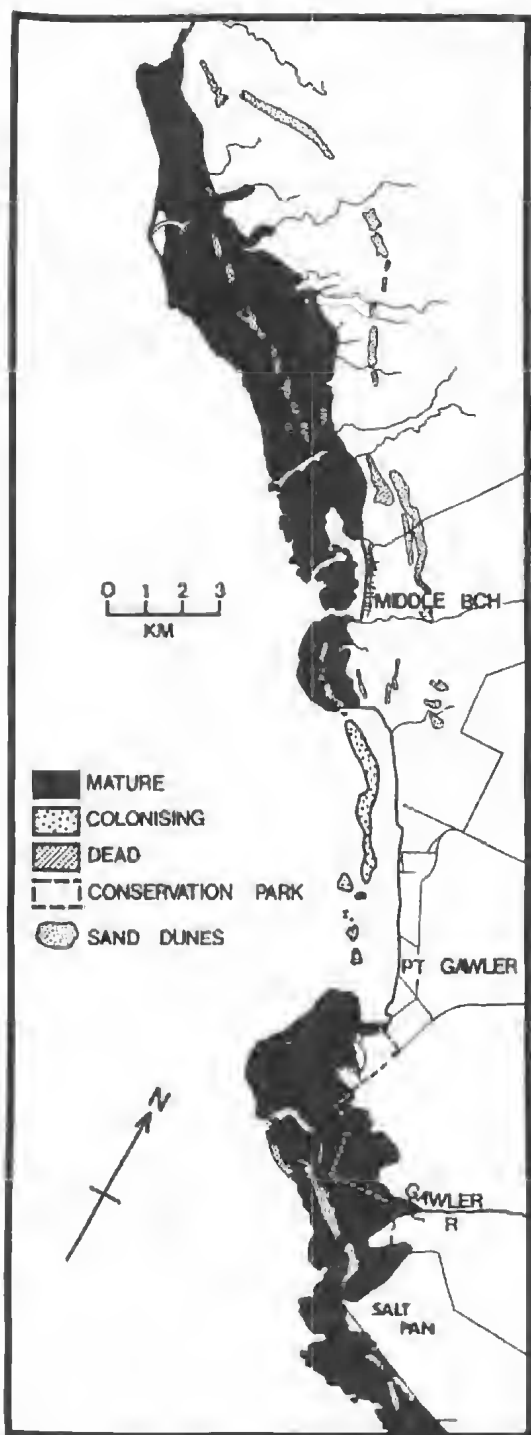 MIDDLE BCH
0 1 2 3
KM
MATURE
COLONISING
DEAD
CONSERVATION PARK
SAND DUNES
PT GAWLER
N
GAWLER
R
SALT
PAN